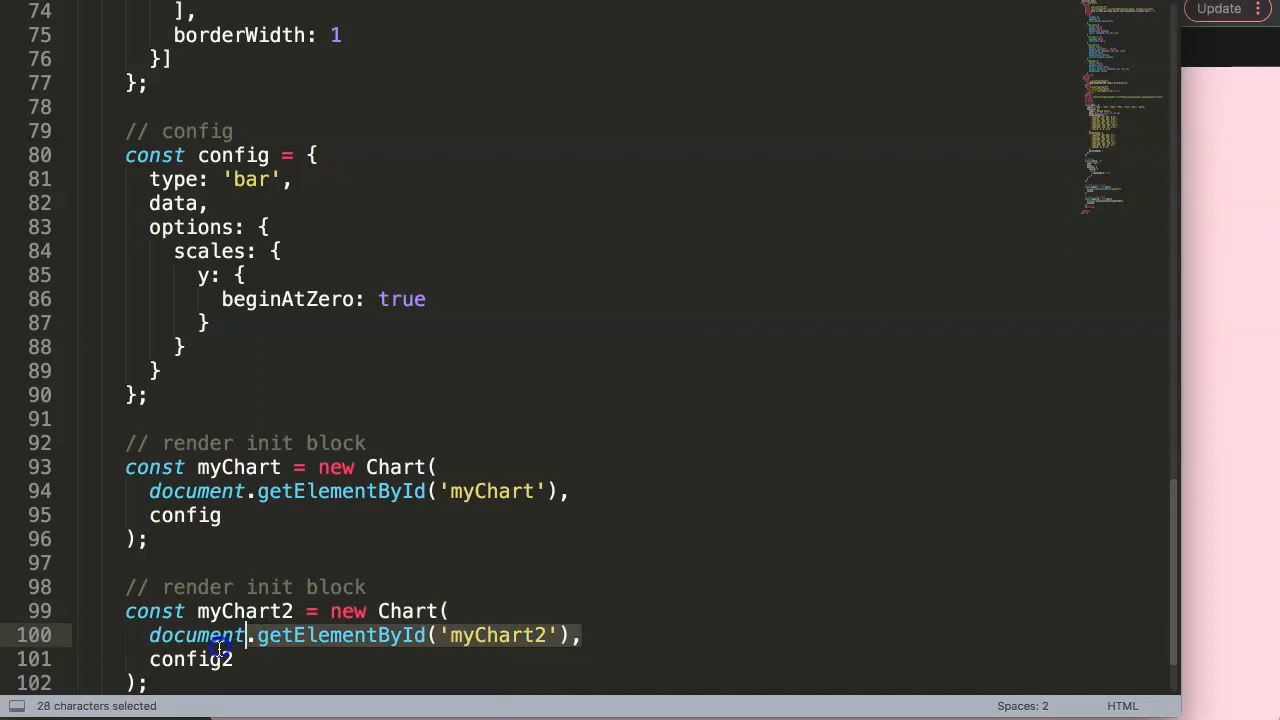 Update
74 ],
75 borderWidth: 1
76 }]
77 };
78
79 // config
80 const config = {
81 type: 'bar',
82 data,
83 options: {
84 scales: {
85 y: {
86 beginAtZero: true
87 }
88 }
89 }
90 };
91
92 // render init block
93 const myChart = new Chart(
94 document.getElementById('myChart'),
95 config
96 );
97
98 // render init block
99 const myChart2 = new Chart(
100 document.getElementById('myChart2'),
101 config2
102 );
28 characters selected
Spaces: 2
HTML